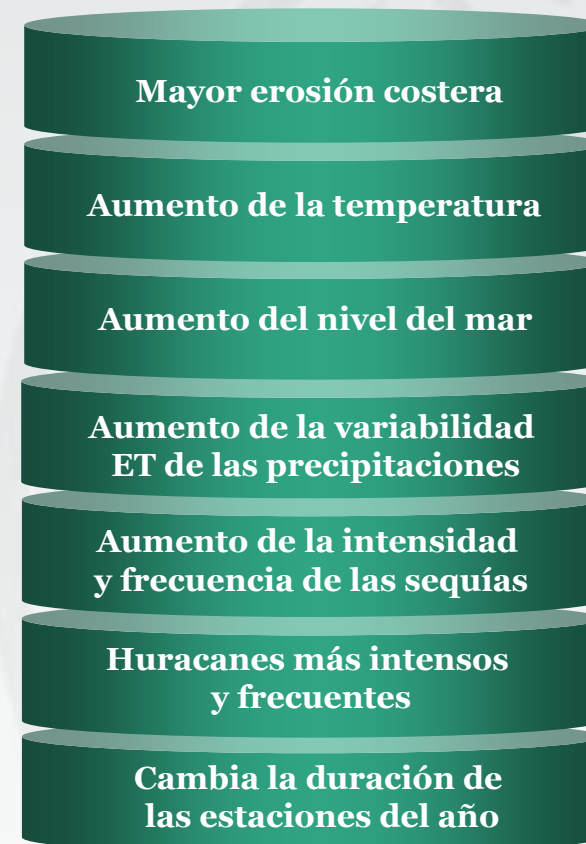 Mayor erosión costera
Aumento de la temperatura
Aumento del nivel del mar
Aumento de la variabilidad
ET de las precipitaciones
Aumento de la intensidad
y frecuencia de las sequías
Huracanes más intensos
y frecuentes
Cambia la duración de
las estaciones del año